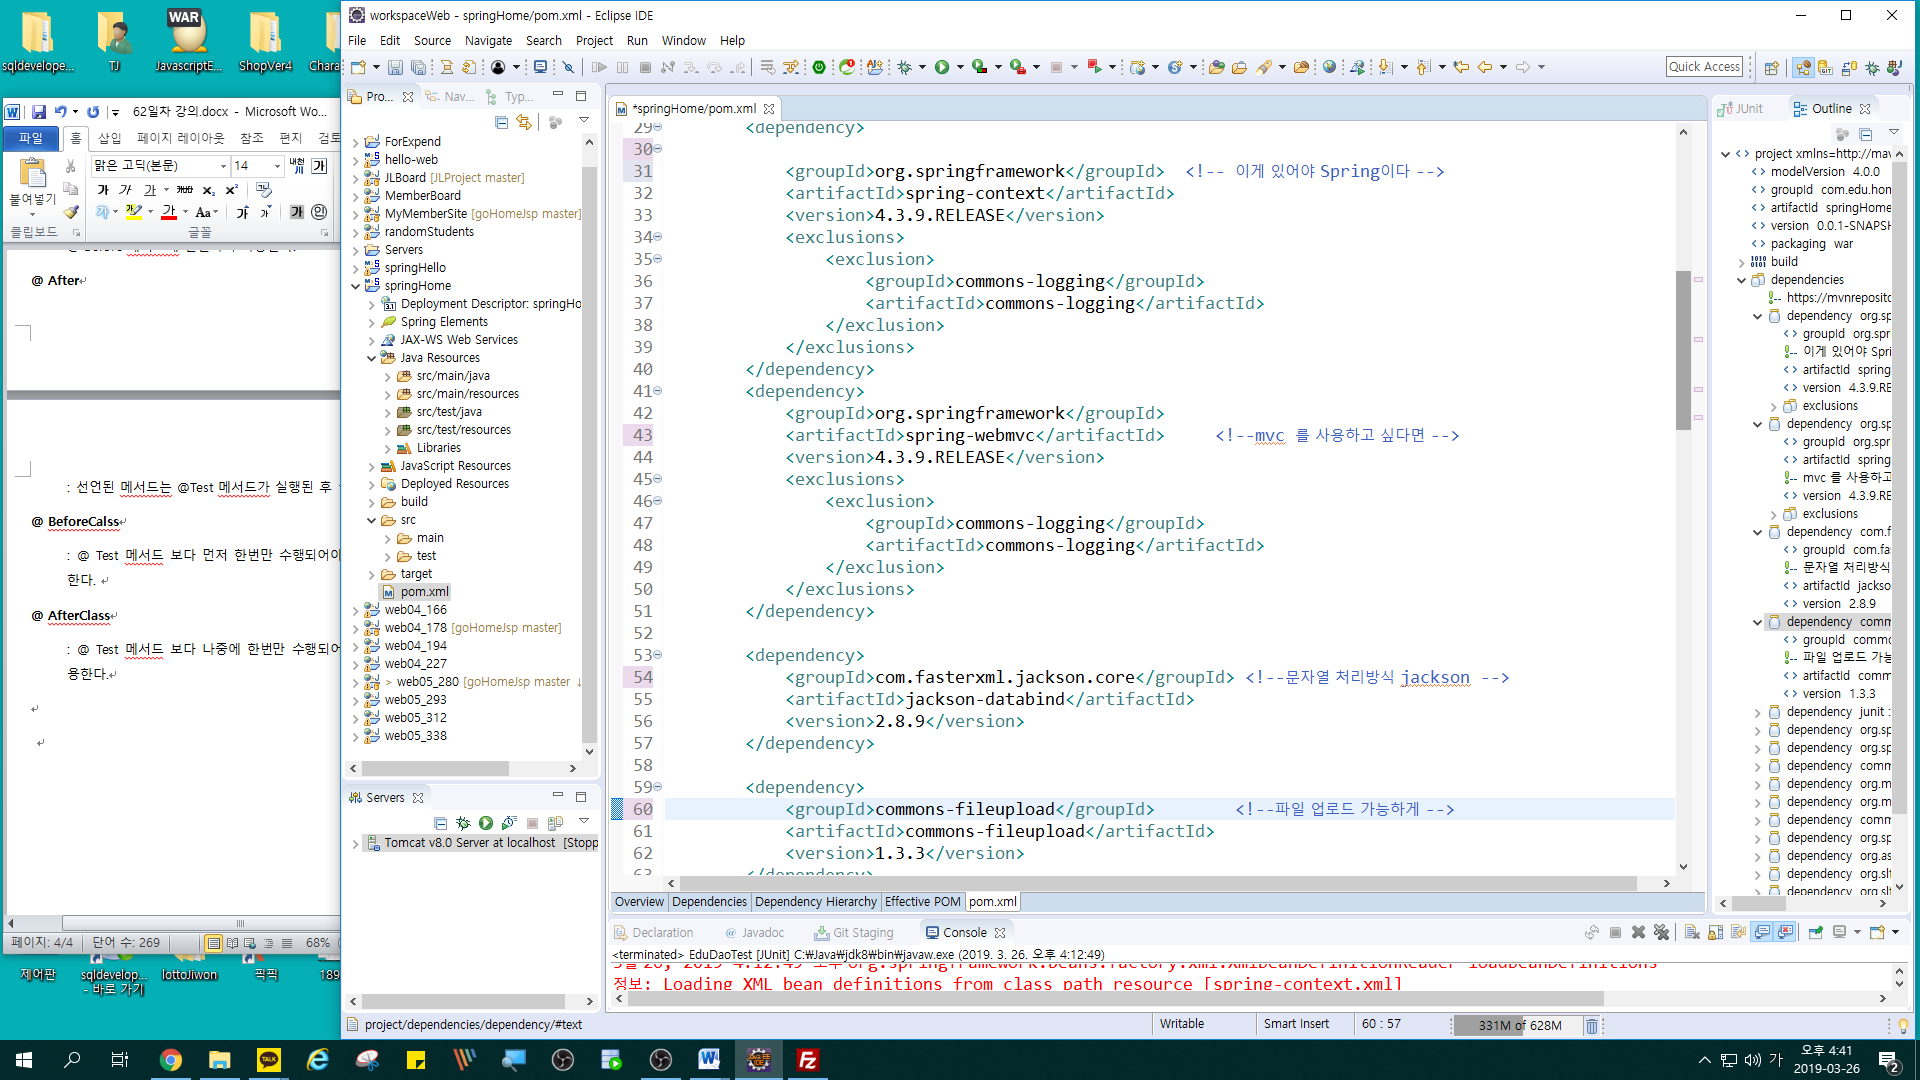 sqldevelope...
TJ
JavascriptE...
ShopVer4
Chara
WAR
62일차 강의.docx - Microsoft Wo...
파일
홈
삽입
페이지 레이아웃
참조
편지
검토
붙여넣기
클립보드
맑은 고딕(본문)
14
글꼴
@ After
: 선언된 메서드는 @Test 메서드가 실행된 후
@ BeforeCalss
: @ Test 메서드 보다 먼저 한번만 수행되어야
한다.
@ AfterClass
: @ Test 메서드 보다 나중에 한번만 수행되어
용한다.
페이지: 4/4
단어 수: 269
68%
제어판
sqldevelop...
- 바로 가기
lottoJiwon
픽픽
189
workspaceWeb - springHome/pom.xml - Eclipse IDE
File Edit Source Navigate Search Project Run Window Help
Quick Access
Pro...
Nav...
Typ...
ForExpend
hello-web
JLBoard [JLProject master]
MemberBoard
MyMemberSite [goHomeJsp master]
randomStudents
Servers
springHello
springHome
Deployment Descriptor: springHo
Spring Elements
JAX-WS Web Services
Java Resources
src/main/java
src/main/resources
src/test/java
src/test/resources
Libraries
JavaScript Resources
Deployed Resources
build
src
main
test
target
pom.xml
web04_166
web04_178 [goHomeJsp master]
web04_194
web04_227
> web05_280 [goHomeJsp master ↓
web05_293
web05_312
web05_338
Servers
Tomcat v8.0 Server at localhost [Stopp
*springHome/pom.xml
29 <dependency>
30
31 <groupId>org.springframework</groupId> <!-- 이게 있어야 Spring이다 -->
32 <artifactId>spring-context</artifactId>
33 <version>4.3.9.RELEASE</version>
34 <exclusions>
35 <exclusion>
36 <groupId>commons-logging</groupId>
37 <artifactId>commons-logging</artifactId>
38 </exclusion>
39 </exclusions>
40 </dependency>
41 <dependency>
42 <groupId>org.springframework</groupId>
43 <artifactId>spring-webmvc</artifactId> <!--mvc 를 사용하고 싶다면 -->
44 <version>4.3.9.RELEASE</version>
45 <exclusions>
46 <exclusion>
47 <groupId>commons-logging</groupId>
48 <artifactId>commons-logging</artifactId>
49 </exclusion>
50 </exclusions>
51 </dependency>
52
53 <dependency>
54 <groupId>com.fasterxml.jackson.core</groupId> <!--문자열 처리방식 jackson -->
55 <artifactId>jackson-databind</artifactId>
56 <version>2.8.9</version>
57 </dependency>
58
59 <dependency>
60 <groupId>commons-fileupload</groupId> <!--파일 업로드 가능하게 -->
61 <artifactId>commons-fileupload</artifactId>
62 <version>1.3.3</version>
63 </dependency>
Overview
Dependencies
Dependency Hierarchy
Effective POM
pom.xml
JUnit
Outline
project xmlns=http://mav
modelVersion 4.0.0
groupId com.edu.hom
artifactId springHome
version 0.0.1-SNAPSH
packaging war
build
dependencies
https://mvnreposito
dependency org.sp
groupId org.spr
이게 있어야 Spri
artifactId spring
version 4.3.9.RE
exclusions
dependency org.sp
groupId org.spr
artifactId spring
mvc 를 사용하고
version 4.3.9.RE
exclusions
dependency com.f
groupId com.fas
문자열 처리방식
artifactId jackso
version 2.8.9
dependency comm
groupId commo
파일 업로드 가능
artifactId comm
version 1.3.3
dependency junit :
dependency org.sp
dependency org.sp
dependency comm
dependency org.m
dependency org.m
dependency comm
dependency org.sp
dependency org.as
dependency org.slf
dependency org.slf
Declaration
@ Javadoc
Git Staging
Console
<terminated> EduDaoTest [JUnit] C:₩Java₩jdk8₩bin₩javaw.exe (2019. 3. 26. 오후 4:12:49)
3월 26, 2019 4:12:49 오후 org.springframework.beans.factory.xml.XmlBeanDefinitionReader loadBeanDefinitions
정보: Loading XML bean definitions from class path resource [spring-context.xml]
project/dependencies/dependency/#text
Writable
Smart Insert
60 : 57
331M of 628M
TALK
가
오후 4:41
2019-03-26
2